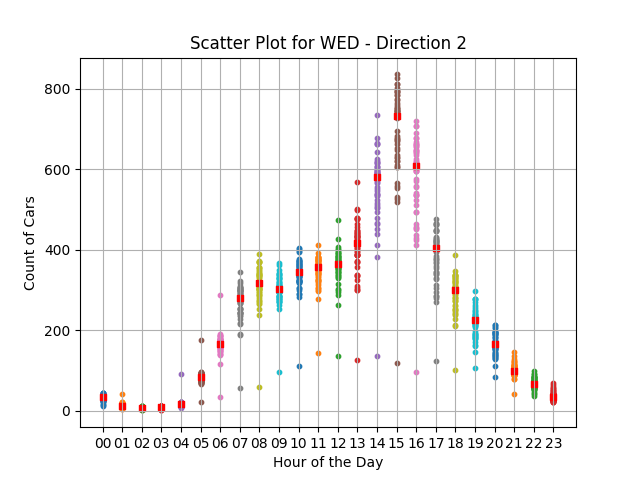 Scatter Plot for WED - Direction 2
800
600
400
200
0
Count of Cars
00 01 02 03 04 05 06 07 08 09 10 11 12 13 14 15 16 17 18 19 20 21 22 23
Hour of the Day